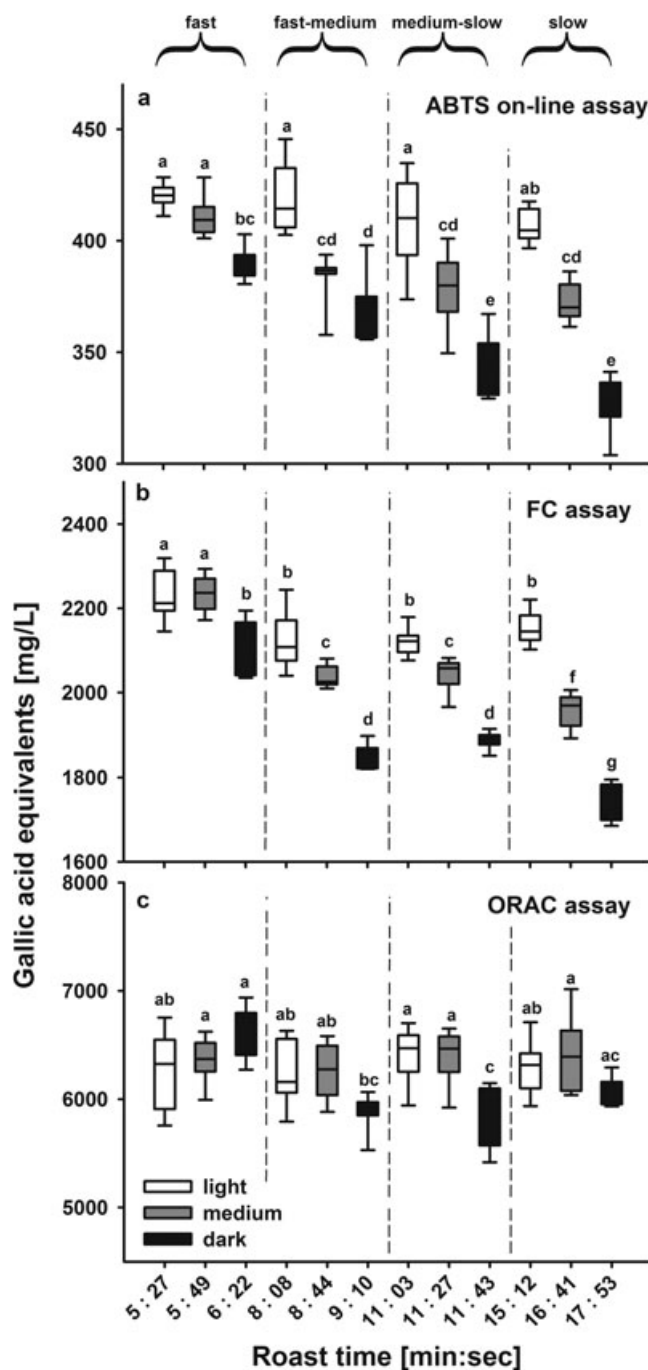 fast fast-medium medium-slow slow
a ABTS on-line assay
450
400
350
300
a a bc a cd d a cd e ab cd e
b FC assay
2400
2200
2000
1800
1600
a a b b c d b c d b f g
c ORAC assay
8000
7000
6000
5000
ab a a ab ab bc a a c ab a ac
light
medium
dark
Gallic acid equivalents [mg/L]
5 : 27 5 : 49 6 : 22 8 : 08 8 : 44 9 : 10 11 : 03 11 : 27 11 : 43 15 : 12 16 : 41 17 : 53
Roast time [min:sec]